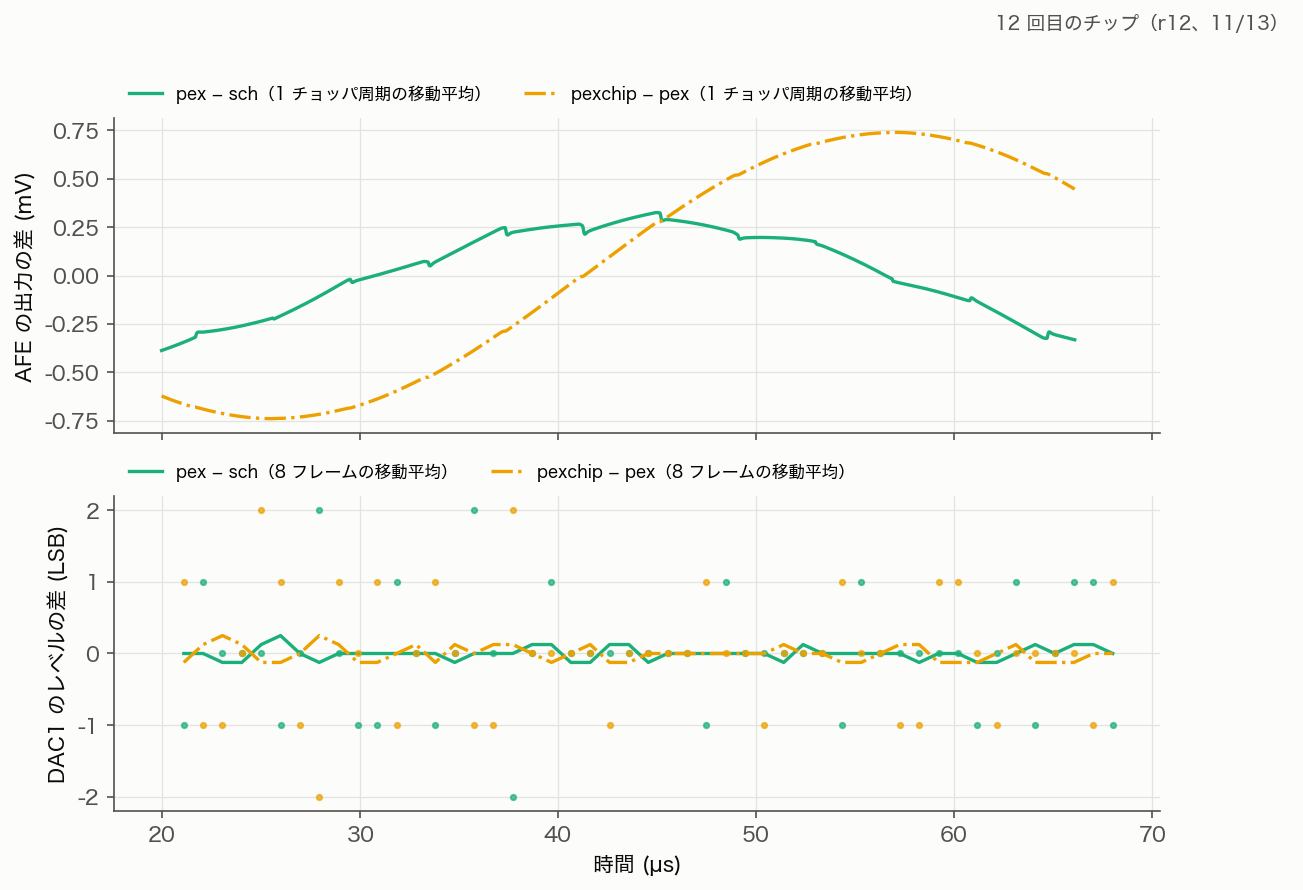 12 回目のチップ（r12、11/13）
pex − sch（1 チョッパ周期の移動平均） pexchip − pex（1 チョッパ周期の移動平均）
AFE の出力の差 (mV)
0.75
0.50
0.25
0.00
-0.25
-0.50
-0.75
pex − sch（8 フレームの移動平均） pexchip − pex（8 フレームの移動平均）
DAC1 のレベルの差 (LSB)
2
1
0
-1
-2
20 30 40 50 60 70
時間 (µs)